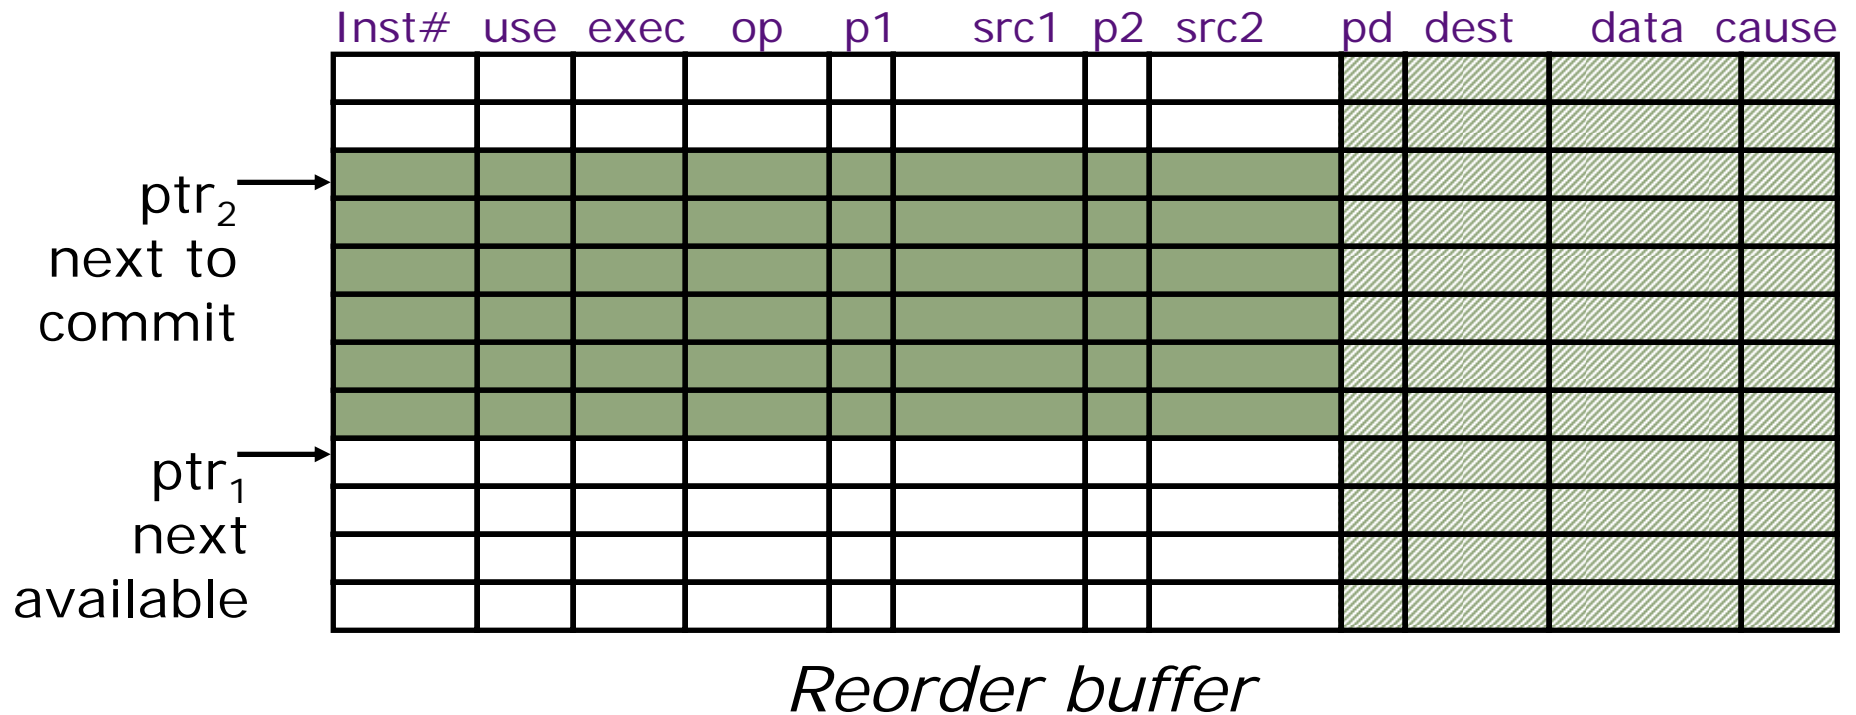 Inst# use exec op p1 src1 p2 src2 pd dest data cause
ptr₂
next to
commit
ptr₁
next
available
Reorder buffer